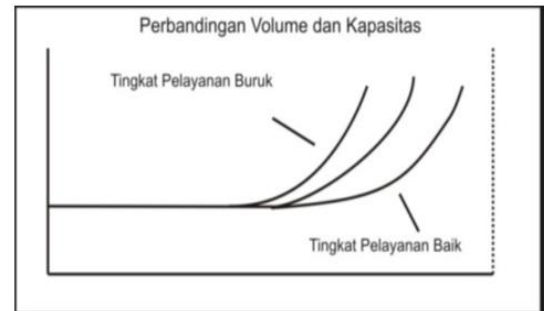 Perbandingan Volume dan Kapasitas
Tingkat Pelayanan Buruk
Tingkat Pelayanan Baik